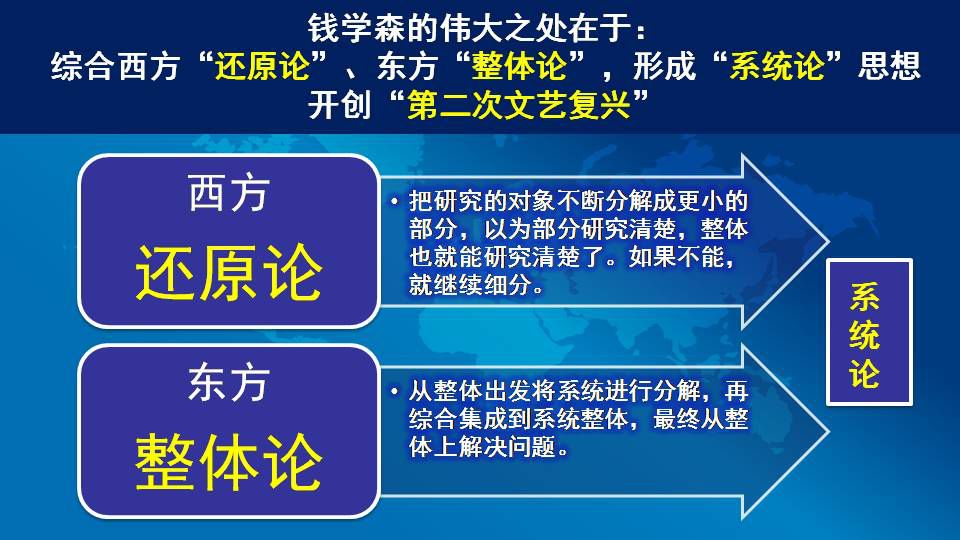 钱学森的伟大之处在于：
综合西方“还原论”、东方“整体论”，形成“系统论”思想
开创“第二次文艺复兴”
西方
还原论
• 把研究的对象不断分解成更小的
部分，以为部分研究清楚，整体
也就能研究清楚了。如果不能，
就继续细分。
东方
整体论
• 从整体出发将系统进行分解，再
综合集成到系统整体，最终从整
体上解决问题。
系
统
论